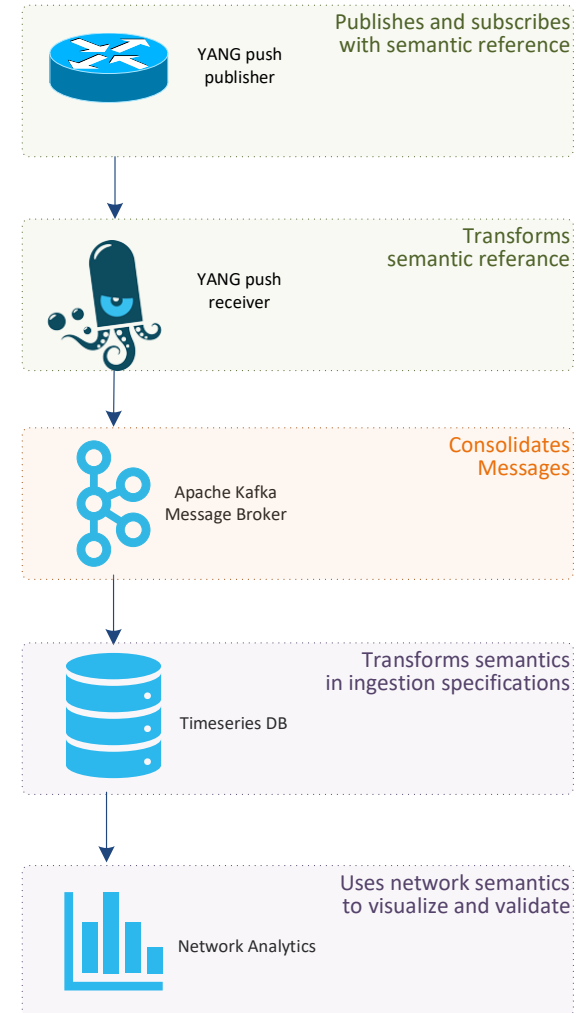 Publishes and subscribes
with semantic reference
YANG push
publisher
Transforms
semantic referance
YANG push
receiver
Consolidates
Messages
Apache Kafka
Message Broker
Transforms semantics
in ingestion specifications
Timeseries DB
Uses network semantics
to visualize and validate
Network Analytics